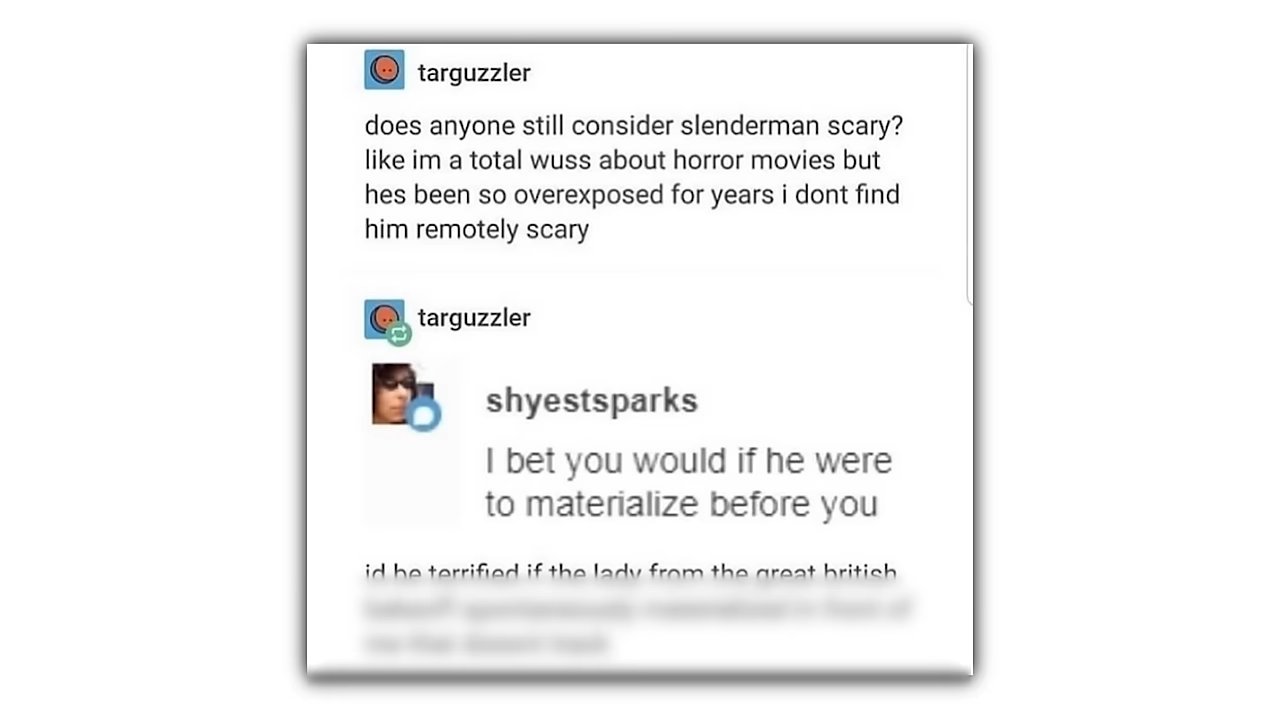 targuzzler
does anyone still consider slenderman scary?
like im a total wuss about horror movies but
hes been so overexposed for years i dont find
him remotely scary
targuzzler
shyestsparks
I bet you would if he were
to materialize before you
id be terrified if the lady from the great british